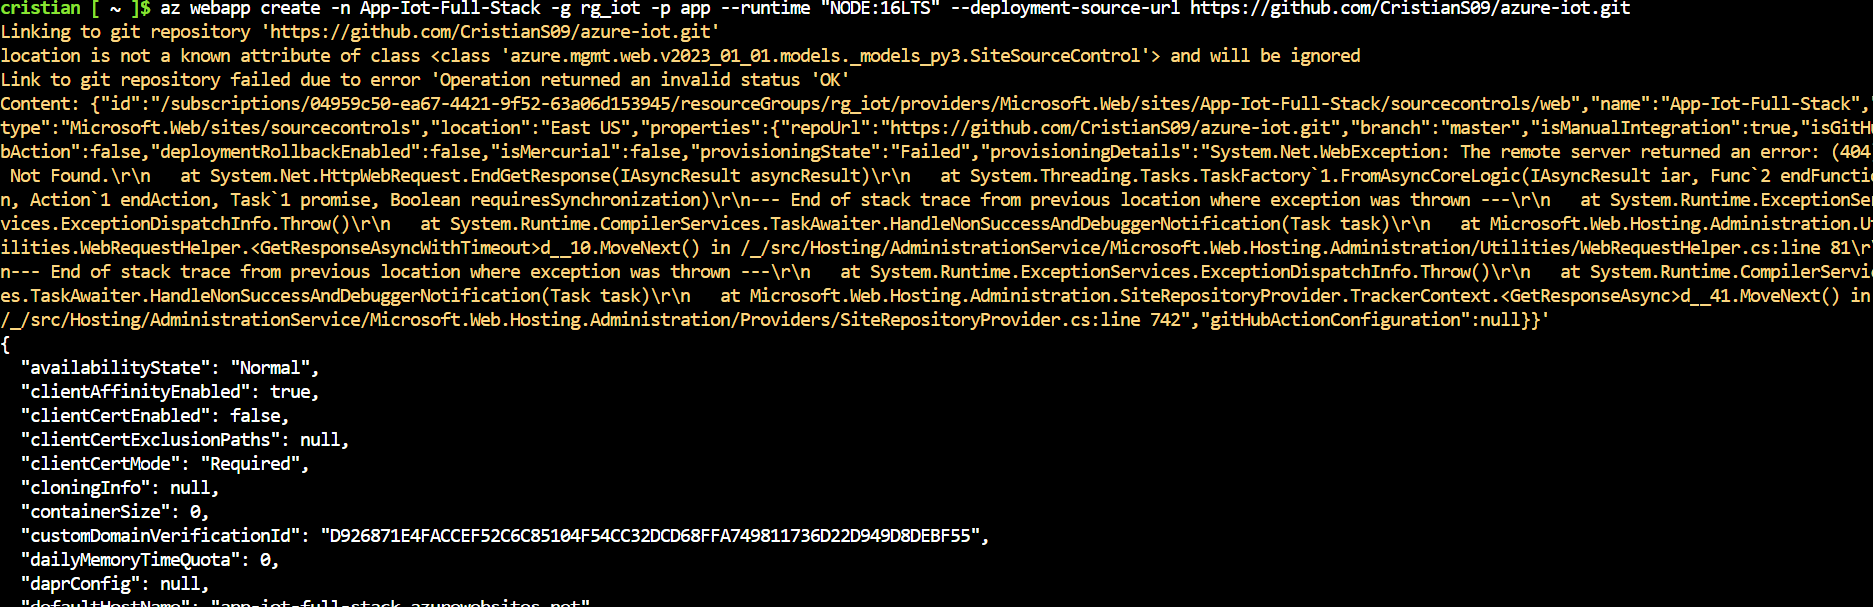 cristian [ ~ ]$ az webapp create -n App-Iot-Full-Stack -g rg_iot -p app --runtime "NODE:16LTS" --deployment-source-url https://github.com/CristianS09/azure-iot.git
Linking to git repository 'https://github.com/CristianS09/azure-iot.git'
location is not a known attribute of class <class 'azure.mgmt.web.v2023_01_01.models._models_py3.SiteSourceControl'> and will be ignored
Link to git repository failed due to error 'Operation returned an invalid status 'OK'
Content: {"id":"/subscriptions/04959c50-ea67-4421-9f52-63a06d153945/resourceGroups/rg_iot/providers/Microsoft.Web/sites/App-Iot-Full-Stack/sourcecontrols/web","name":"App-Iot-Full-Stack","
type":"Microsoft.Web/sites/sourcecontrols","location":"East US","properties":{"repoUrl":"https://github.com/CristianS09/azure-iot.git","branch":"master","isManualIntegration":true,"isGitHu
bAction":false,"deploymentRollbackEnabled":false,"isMercurial":false,"provisioningState":"Failed","provisioningDetails":"System.Net.WebException: The remote server returned an error: (404
 Not Found.\r\n   at System.Net.HttpWebRequest.EndGetResponse(IAsyncResult asyncResult)\r\n   at System.Threading.Tasks.TaskFactory`1.FromAsyncCoreLogic(IAsyncResult iar, Func`2 endFunctio
n, Action`1 endAction, Task`1 promise, Boolean requiresSynchronization)\r\n--- End of stack trace from previous location where exception was thrown ---\r\n   at System.Runtime.ExceptionSer
vices.ExceptionDispatchInfo.Throw()\r\n   at System.Runtime.CompilerServices.TaskAwaiter.HandleNonSuccessAndDebuggerNotification(Task task)\r\n   at Microsoft.Web.Hosting.Administration.Ut
ilities.WebRequestHelper.<GetResponseAsyncWithTimeout>d__10.MoveNext() in /_/src/Hosting/AdministrationService/Microsoft.Web.Hosting.Administration/Utilities/WebRequestHelper.cs:line 81\r\
n--- End of stack trace from previous location where exception was thrown ---\r\n   at System.Runtime.ExceptionServices.ExceptionDispatchInfo.Throw()\r\n   at System.Runtime.CompilerServic
es.TaskAwaiter.HandleNonSuccessAndDebuggerNotification(Task task)\r\n   at Microsoft.Web.Hosting.Administration.SiteRepositoryProvider.TrackerContext.<GetResponseAsync>d__41.MoveNext() in
/_/src/Hosting/AdministrationService/Microsoft.Web.Hosting.Administration/Providers/SiteRepositoryProvider.cs:line 742","gitHubActionConfiguration":null}}'
{
  "availabilityState": "Normal",
  "clientAffinityEnabled": true,
  "clientCertEnabled": false,
  "clientCertExclusionPaths": null,
  "clientCertMode": "Required",
  "cloningInfo": null,
  "containerSize": 0,
  "customDomainVerificationId": "D926871E4FACCEF52C6C85104F54CC32DCD68FFA749811736D22D949D8DEBF55",
  "dailyMemoryTimeQuota": 0,
  "daprConfig": null,
  "defaultHostName": "app-iot-full-stack.azurewebsites.net"